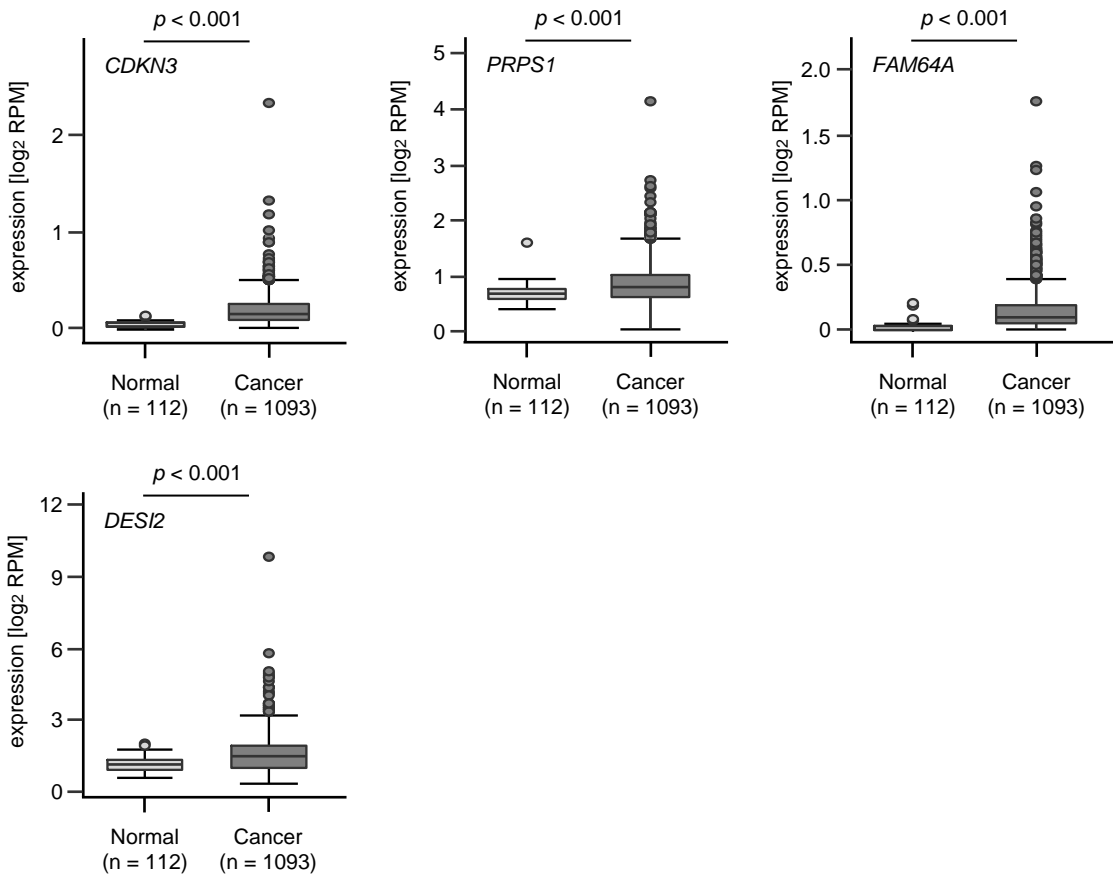 p < 0.001
CDKN3
expression [log2 RPM]
2
1
0
Normal
(n = 112)
Cancer
(n = 1093)
p < 0.001
PRPS1
expression [log2 RPM]
5
4
3
2
1
0
Normal
(n = 112)
Cancer
(n = 1093)
p < 0.001
FAM64A
expression [log2 RPM]
2.0
1.5
1.0
0.5
0
Normal
(n = 112)
Cancer
(n = 1093)
p < 0.001
DESI2
expression [log2 RPM]
12
9
6
3
0
Normal
(n = 112)
Cancer
(n = 1093)